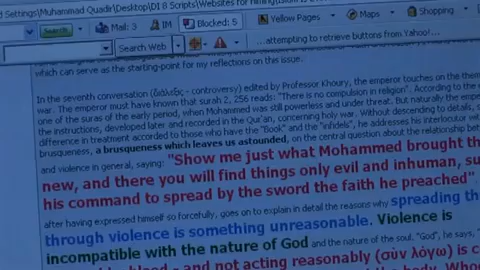 d Settings\Muhammad Quadir\Desktop\DI 8 Scripts\Websites for filming\
Search Mail: 3 IM Blocked: 5 Yellow Pages Maps Shopping
Search Web ...attempting to retrieve buttons from Yahoo!...
which can serve as the starting-point for my reflections on this issue.
In the seventh conversation (διάλεξις - controversy) edited by Professor Khoury, the emperor touches on the them
war. The emperor must have known that surah 2, 256 reads: "There is no compulsion in religion". According to the e
one of the suras of the early period, when Mohammed was still powerless and under threat. But naturally the empe
the instructions, developed later and recorded in the Qur'an, concerning holy war. Without descending to details, s
difference in treatment accorded to those who have the "Book" and the "infidels", he addresses his interlocutor wit
brusqueness, a brusqueness which leaves us astounded, on the central question about the relationship betw
and violence in general, saying: "Show me just what Mohammed brought th
new, and there you will find things only evil and inhuman, su
his command to spread by the sword the faith he preached"
after having expressed himself so forcefully, goes on to explain in detail the reasons why spreading th
through violence is something unreasonable. Violence is
incompatible with the nature of God and the nature of the soul. "God", he says, "
and not acting reasonably (σὺν λόγω) is c